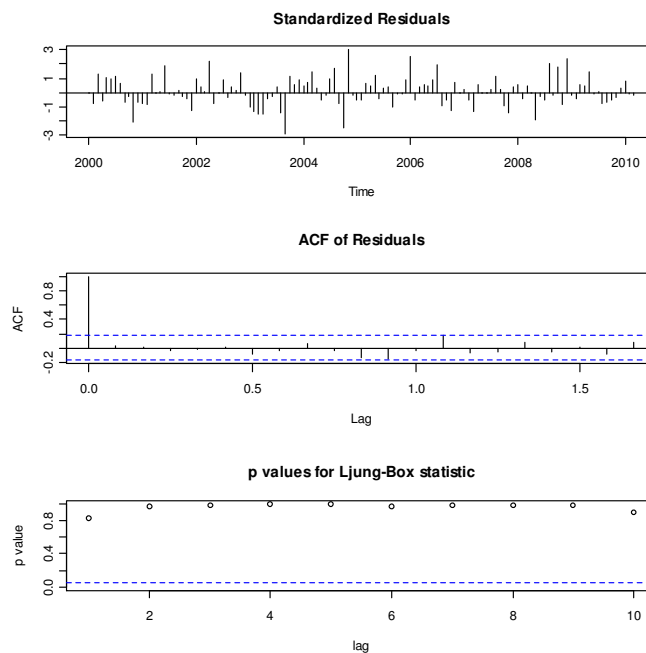 Standardized Residuals
3
1
-1
-3
2000 2002 2004 2006 2008 2010
Time
ACF of Residuals
ACF
0.8
0.4
-0.2
0.0 0.5 1.0 1.5
Lag
p values for Ljung-Box statistic
p value
0.8
0.4
0.0
2 4 6 8 10
lag